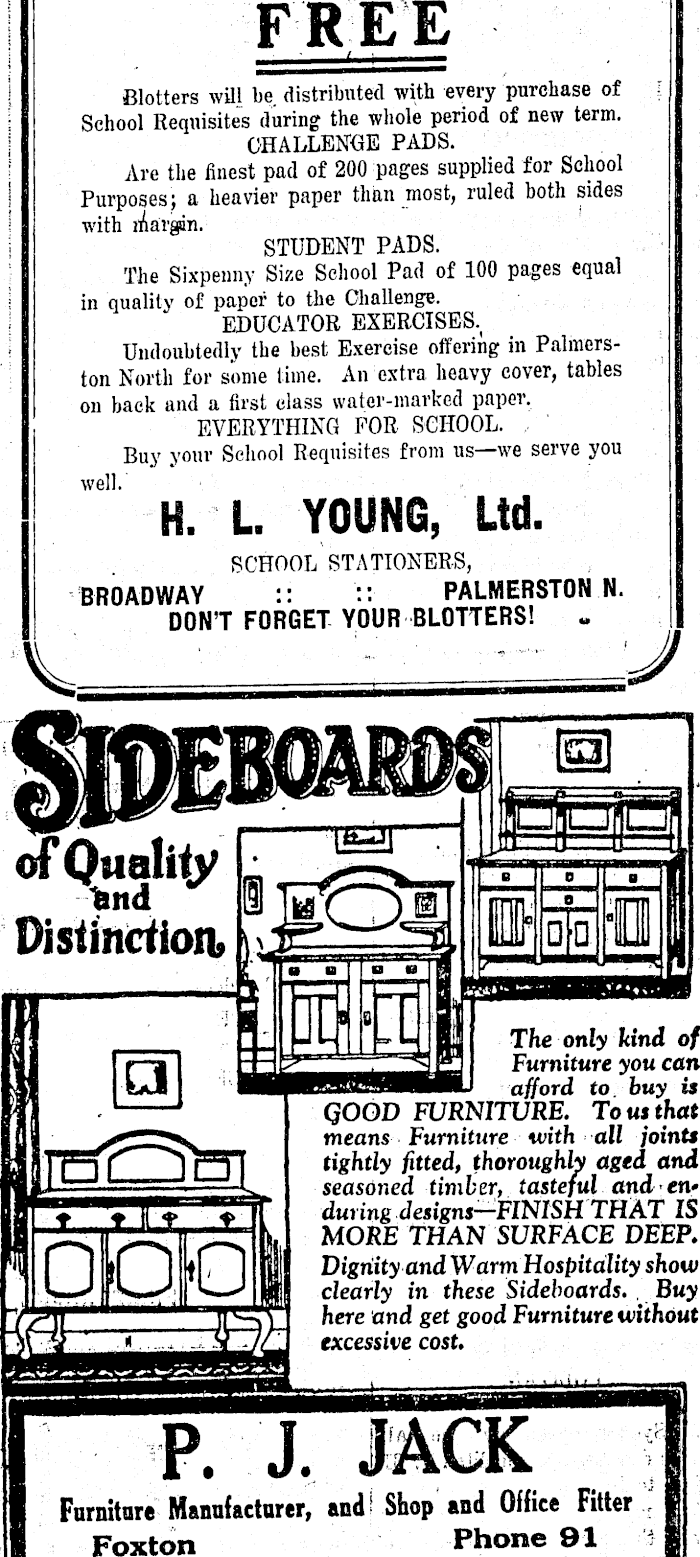 FREE
Blotters will be distributed with every purchase of
School Requisites during the whole period of new term.
CHALLENGE PADS.
Are the finest pad of 200 pages supplied for School
Purposes; a heavier paper than most, ruled both sides
with margin.
STUDENT PADS.
The Sixpenny Size School Pad of 100 pages equal
in quality of paper to the Challenge.
EDUCATOR EXERCISES.
Undoubtedly the best Exercise offering in Palmers-
ton North for some time. An extra heavy cover, tables
on back and a first class water-marked paper.
EVERYTHING FOR SCHOOL.
Buy your School Requisites from us—we serve you
well.
H. L. YOUNG, Ltd.
SCHOOL STATIONERS,
BROADWAY :: :: PALMERSTON N.
DON'T FORGET YOUR BLOTTERS!
SIDEBOARDS
of Quality
and
Distinction
The only kind of
Furniture you can
afford to buy is
GOOD FURNITURE. To us that
means Furniture with all joints
tightly fitted, thoroughly aged and
seasoned timber, tasteful and en-
during designs—FINISH THAT IS
MORE THAN SURFACE DEEP.
Dignity and Warm Hospitality show
clearly in these Sideboards. Buy
here and get good Furniture without
excessive cost.
P. J. JACK
Furniture Manufacturer, and Shop and Office Fitter
Foxton Phone 91